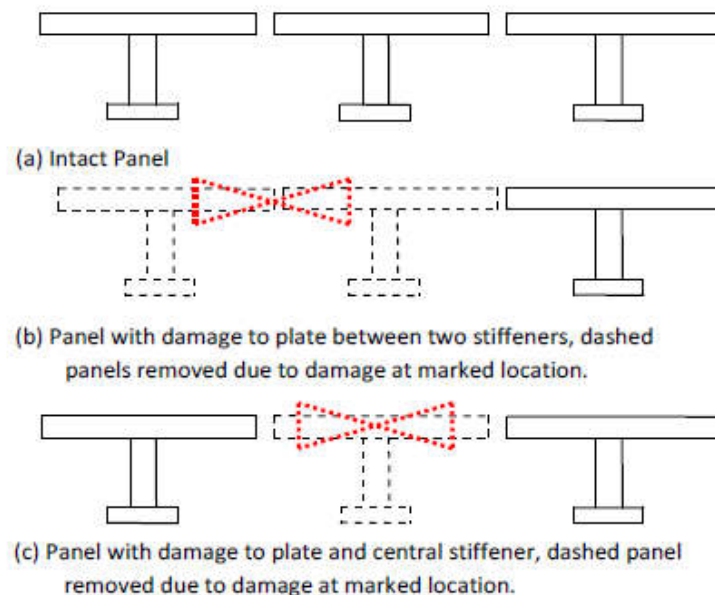 (a) Intact Panel
(b) Panel with damage to plate between two stiffeners, dashed
panels removed due to damage at marked location.
(c) Panel with damage to plate and central stiffener, dashed panel
removed due to damage at marked location.